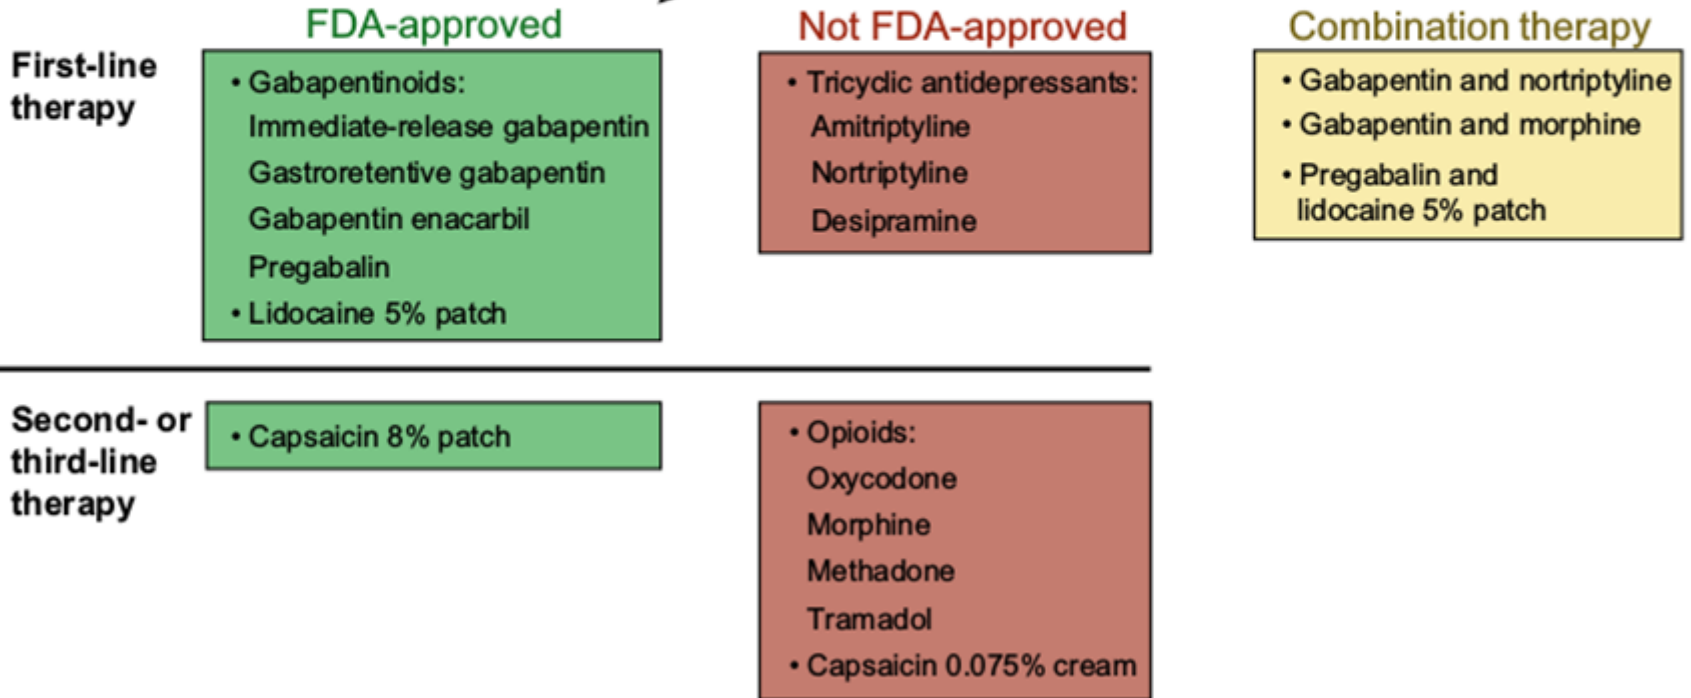 FDA-approved
Not FDA-approved
Combination therapy
First-line
therapy
• Gabapentinoids:
Immediate-release gabapentin
Gastroretentive gabapentin
Gabapentin enacarbil
Pregabalin
• Lidocaine 5% patch
• Tricyclic antidepressants:
Amitriptyline
Nortriptyline
Desipramine
• Gabapentin and nortriptyline
• Gabapentin and morphine
• Pregabalin and
lidocaine 5% patch
Second- or
third-line
therapy
• Capsaicin 8% patch
• Opioids:
Oxycodone
Morphine
Methadone
Tramadol
• Capsaicin 0.075% cream